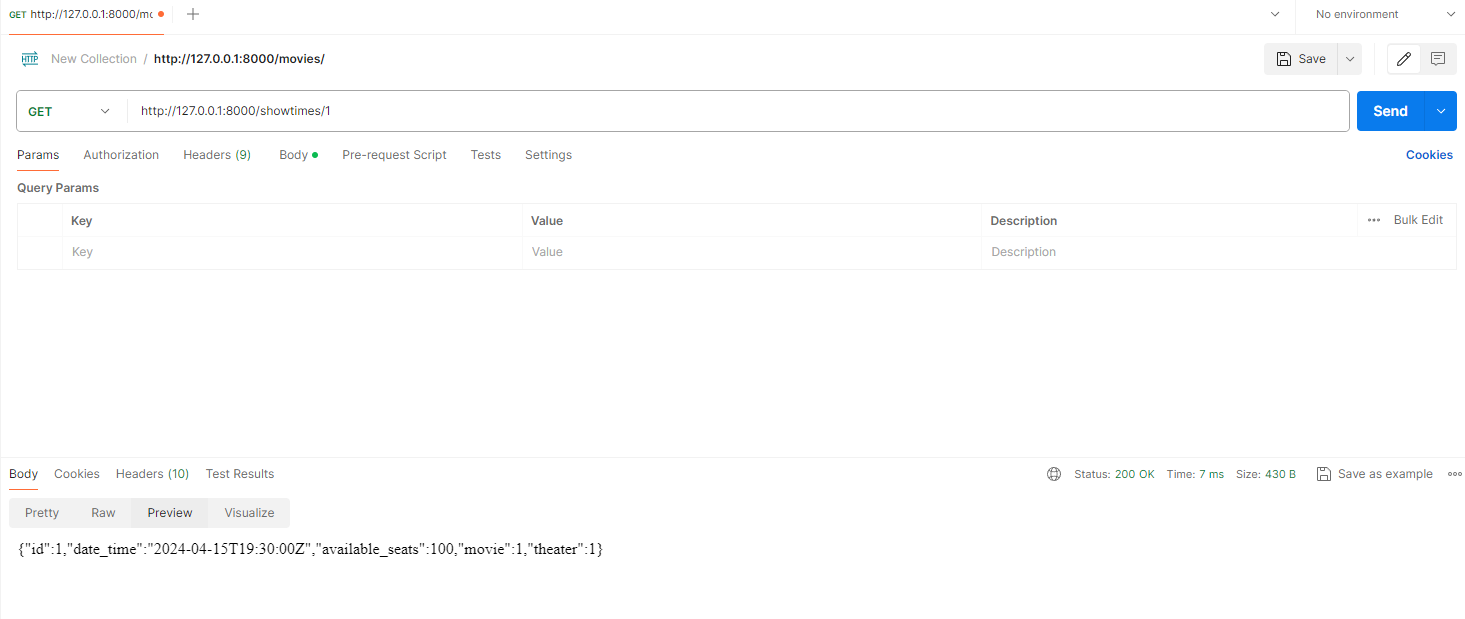 GET http://127.0.0.1:8000/mo
No environment
HTTP New Collection / http://127.0.0.1:8000/movies/
Save
GET http://127.0.0.1:8000/showtimes/1 Send
Params Authorization Headers (9) Body Pre-request Script Tests Settings Cookies
Query Params
Key Value Description Bulk Edit
Key Value Description
Body Cookies Headers (10) Test Results Status: 200 OK Time: 7 ms Size: 430 B Save as example
Pretty Raw Preview Visualize
{"id":1,"date_time":"2024-04-15T19:30:00Z","available_seats":100,"movie":1,"theater":1}